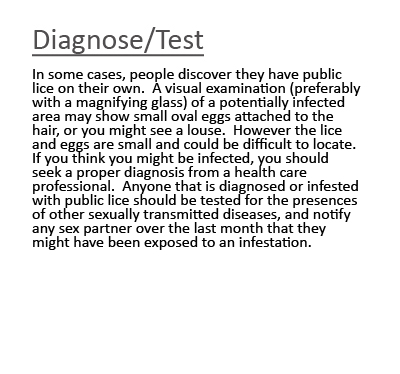 Diagnose/Test
In some cases, people discover they have public
lice on their own.  A visual examination (preferably
with a magnifying glass) of a potentially infected
area may show small oval eggs attached to the
hair, or you might see a louse.  However the lice
and eggs are small and could be difficult to locate.
If you think you might be infected, you should
seek a proper diagnosis from a health care
professional.  Anyone that is diagnosed or infested
with public lice should be tested for the presences
of other sexually transmitted diseases, and notify
any sex partner over the last month that they
might have been exposed to an infestation.